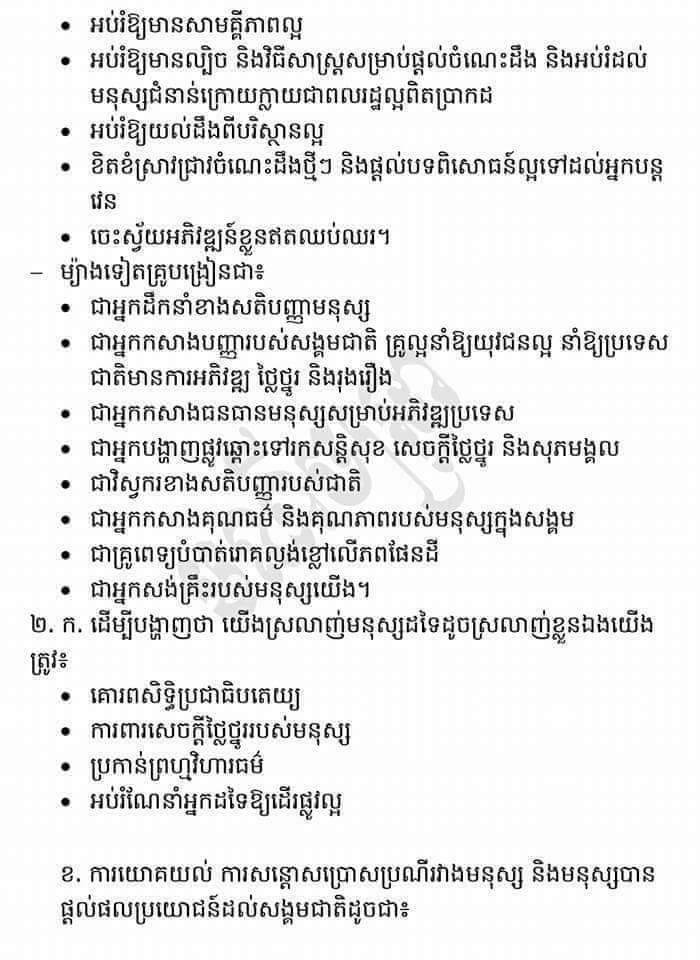 • អប់រំឱ្យមានសាមគ្គីភាពល្អ
• អប់រំឱ្យមានល្បិច និងវិធីសាស្ត្រសម្រាប់ផ្តល់ចំណេះដឹង និងអប់រំដល់
មនុស្សជំនាន់ក្រោយក្លាយជាពលរដ្ឋល្អពិតប្រាកដ
• អប់រំឱ្យយល់ដឹងពីបរិស្ថានល្អ
• ខិតខំស្រាវជ្រាវចំណេះដឹងថ្មីៗ និងផ្តល់បទពិសោធន៍ល្អទៅដល់អ្នកបន្ត
វេន
• ចេះស្វ័យអភិវឌ្ឍន៍ខ្លួនឥតឈប់ឈរ។
– ម្យ៉ាងទៀតគ្រូបង្រៀនជា៖
• ជាអ្នកដឹកនាំខាងសតិបញ្ញាមនុស្ស
• ជាអ្នកកសាងបញ្ញារបស់សង្គមជាតិ គ្រូល្អនាំឱ្យយុវជនល្អ នាំឱ្យប្រទេស
ជាតិមានការអភិវឌ្ឍ ថ្លៃថ្នូរ និងរុងរឿង
• ជាអ្នកកសាងធនធានមនុស្សសម្រាប់អភិវឌ្ឍប្រទេស
• ជាអ្នកបង្ហាញផ្លូវឆ្ពោះទៅរកសន្តិសុខ សេចក្តីថ្លៃថ្នូរ និងសុភមង្គល
• ជាវិស្វករខាងសតិបញ្ញារបស់ជាតិ
• ជាអ្នកកសាងគុណធម៌ និងគុណភាពរបស់មនុស្សក្នុងសង្គម
• ជាគ្រូពេទ្យបំបាត់រោគល្ងង់ខ្លៅលើភពផែនដី
• ជាអ្នកសង់គ្រឹះរបស់មនុស្សយើង។
២. ក. ដើម្បីបង្ហាញថា យើងស្រលាញ់មនុស្សដទៃដូចស្រលាញ់ខ្លួនឯងយើង
ត្រូវ៖
• គោរពសិទ្ធិប្រជាធិបតេយ្យ
• ការពារសេចក្តីថ្លៃថ្នូររបស់មនុស្ស
• ប្រកាន់ព្រហ្មវិហារធម៌
• អប់រំណែនាំអ្នកដទៃឱ្យដើរផ្លូវល្អ
ខ. ការយោគយល់ ការសន្តោសប្រោសប្រណីរវាងមនុស្ស និងមនុស្សបាន
ផ្តល់ផលប្រយោជន៍ដល់សង្គមជាតិដូចជា៖